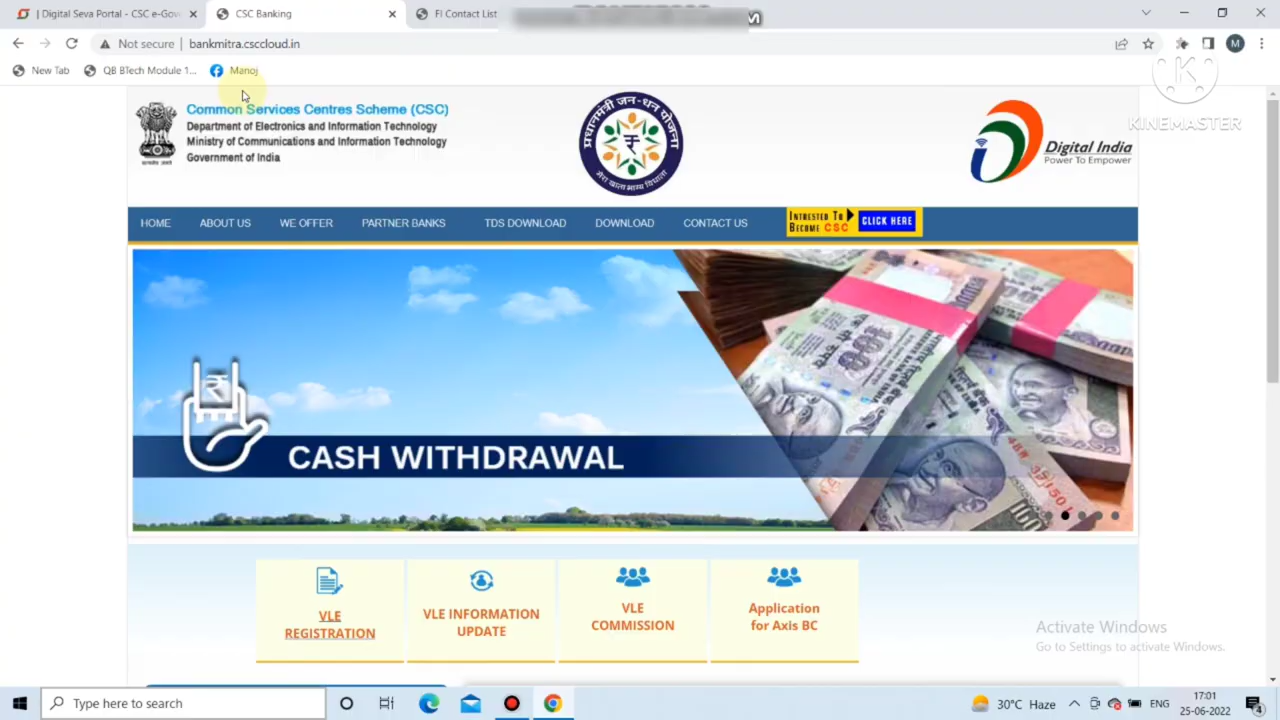 | Digital Seva Portal - CSC e-Gov
CSC Banking
FI Contact List
Not secure | bankmitra.csccloud.in
M
New Tab
QB BTech Module 1...
Manoj
KINEMASTER
Common Services Centres Scheme (CSC)
Department of Electronics and Information Technology
Ministry of Communications and Information Technology
Government of India
प्रधानमंत्री जन-धन योजना
मेरा खाता भाग्य विधाता
Digital India
Power To Empower
HOME
ABOUT US
WE OFFER
PARTNER BANKS
TDS DOWNLOAD
DOWNLOAD
CONTACT US
INTRESTED TO
BECOME CSC
CLICK HERE
CASH WITHDRAWAL
VLE
REGISTRATION
VLE INFORMATION
UPDATE
VLE
COMMISSION
Application
for Axis BC
Activate Windows
Go to Settings to activate Windows.
Type here to search
30°C Haze
ENG
17:01
25-06-2022
4